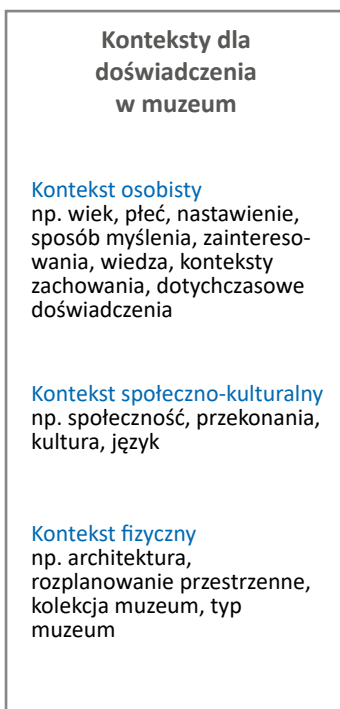 Konteksty dla
doświadczenia
w muzeum
Kontekst osobisty
np. wiek, płeć, nastawienie,
sposób myślenia, zaintereso-
wania, wiedza, konteksty
zachowania, dotychczasowe
doświadczenia
Kontekst społeczno-kulturalny
np. społeczność, przekonania,
kultura, język
Kontekst fizyczny
np. architektura,
rozplanowanie przestrzenne,
kolekcja muzeum, typ
muzeum